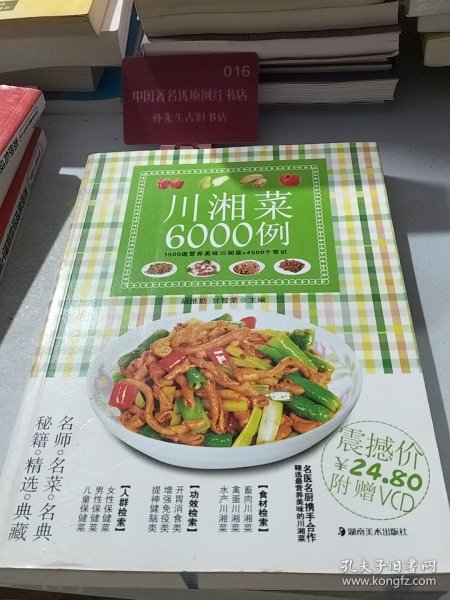 016
中国著名优质网红书店
孙先生古旧书店
川湘菜
6000例
1500道营养美味川湘菜+4500个常识
胡维勤 甘智荣◎主编
名师◎名菜◎名典
秘籍◎精选◎典藏
【人群检索】
女性保健菜
男性保健菜
儿童保健菜
【功效检索】
开胃消食类
增强免疫类
提神健脑类
【食材检索】
畜肉川湘菜
禽蛋川湘菜
水产川湘菜
名医名厨携手合作
精选最营养美味的川湘菜
震撼价
¥24.80
附赠VCD
湖南美术出版社
孔夫子旧书网
www.kongfz.com